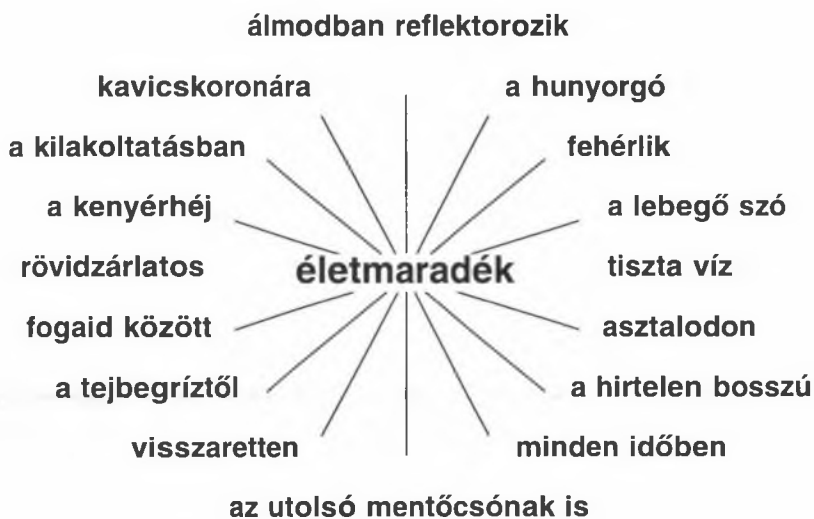 álmodban reflektorozik
kavicskoronára a hunyorgó
a kilakoltatásban fehérlik
a kenyérhéj a lebegő szó
rövidzárlatos életmaradék tiszta víz
fogaid között asztalodon
a tejbegríztől a hirtelen bosszú
visszaretten minden időben
az utolsó mentőcsónak is